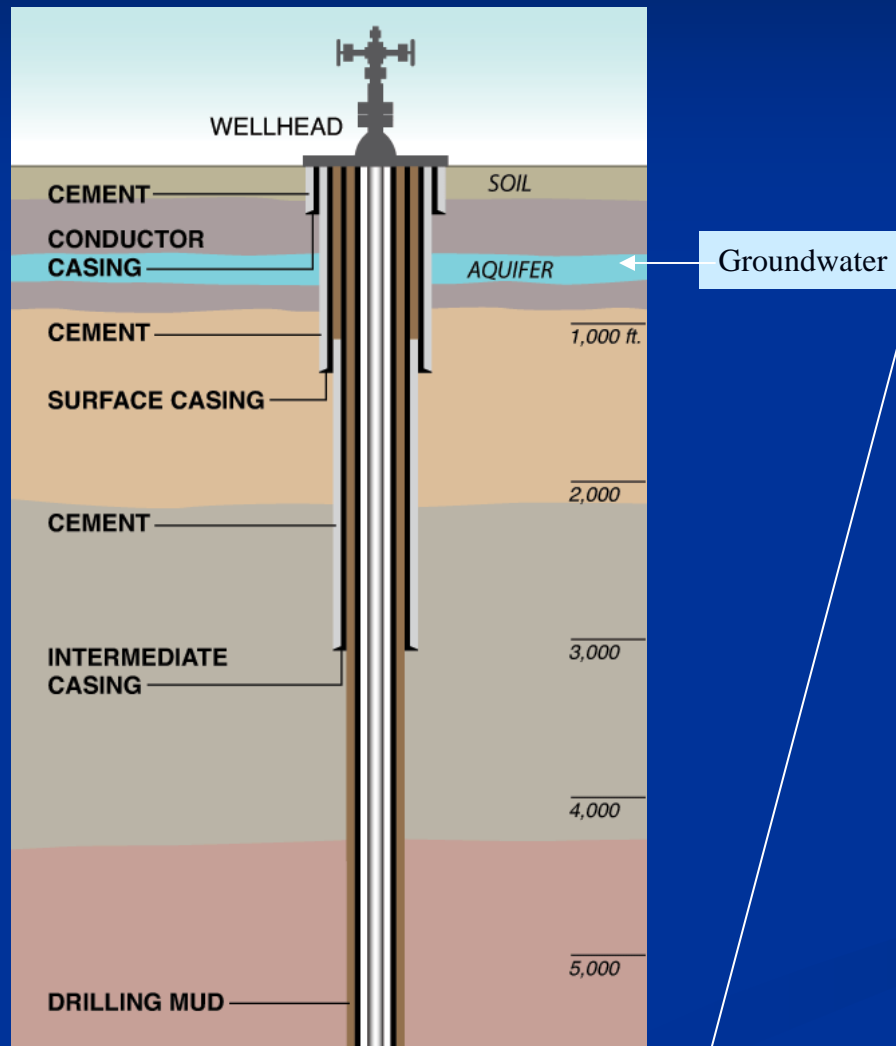 WELLHEAD
SOIL
CEMENT
CONDUCTOR
CASING
AQUIFER
Groundwater
CEMENT
1,000 ft.
SURFACE CASING
2,000
CEMENT
3,000
INTERMEDIATE
CASING
4,000
5,000
DRILLING MUD